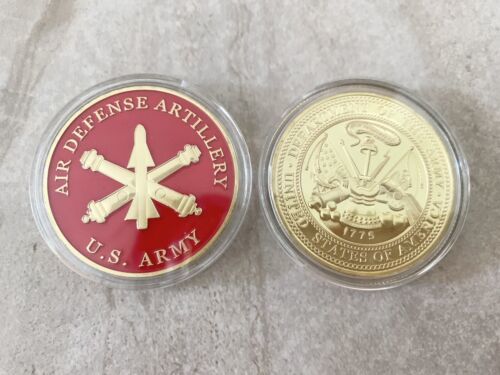 AIR DEFENSE ARTILLERY
U.S. ARMY
DEPARTMENT OF THE ARMY
UNITED STATES OF AMERICA
1775